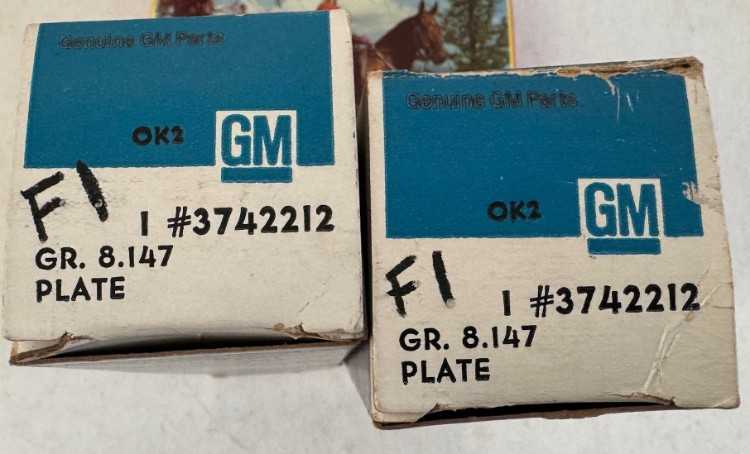 Genuine GM Parts
OK2
GM
F1
1 #3742212
GR. 8.147
PLATE
Genuine GM Parts
OK2
GM
F1
1 #3742212
GR. 8.147
PLATE